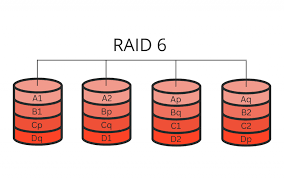 RAID 6
A1 A2 Ap Aq
B1 Bp Bq B2
Cp Cq C1 C2
Dq D1 D2 Dp